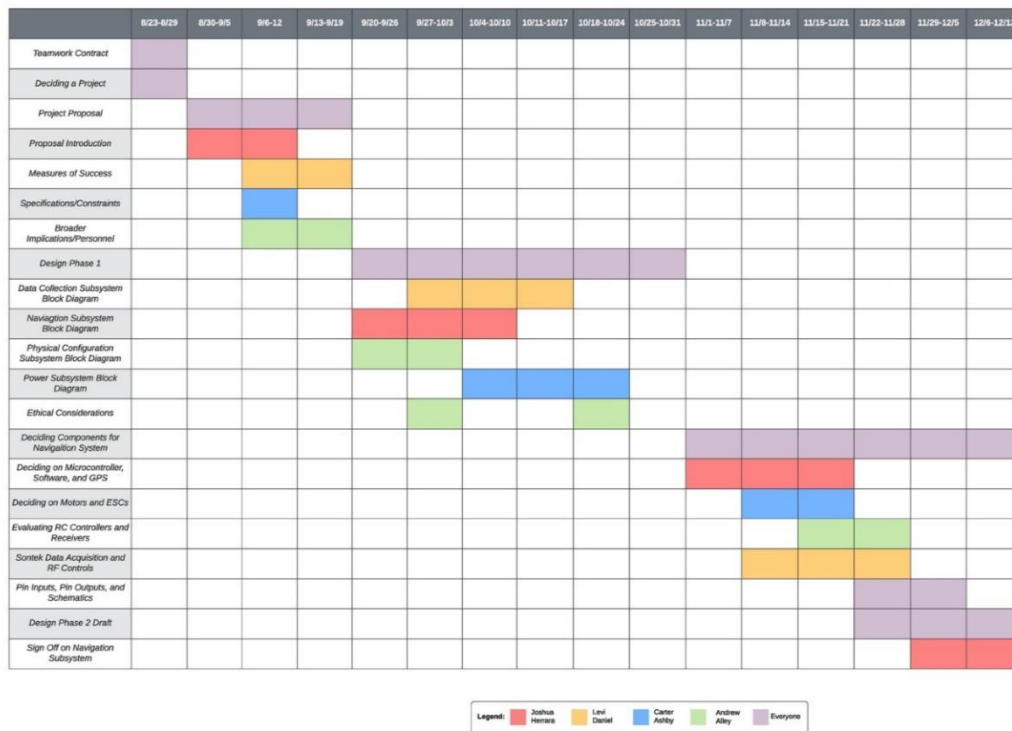 8/23-8/29 8/30-9/5 9/6-12 9/13-9/19 9/20-9/26 9/27-10/3 10/4-10/10 10/11-10/17 10/18-10/24 10/25-10/31 11/1-11/7 11/8-11/14 11/15-11/21 11/22-11/28 11/29-12/5 12/6-12/12
Teamwork Contract
Deciding a Project
Project Proposal
Proposal Introduction
Measures of Success
Specifications/Constraints
Broader
Implications/Personnel
Design Phase 1
Data Collection Subsystem
Block Diagram
Naviagtion Subsystem
Block Diagram
Physical Configuration
Subsystem Block Diagram
Power Subsystem Block
Diagram
Ethical Considerations
Deciding Components for
Navigaition System
Deciding on Microcontroller,
Software, and GPS
Deciding on Motors and ESCs
Evaluating RC Controllers and
Receivers
Sontek Data Acquisition and
RF Controls
Pin Inputs, Pin Outputs, and
Schematics
Design Phase 2 Draft
Sign Off on Navigation
Subsystem
Legend: Joshua Herrara Levi Daniel Carter Ashby Andrew Alley Everyone